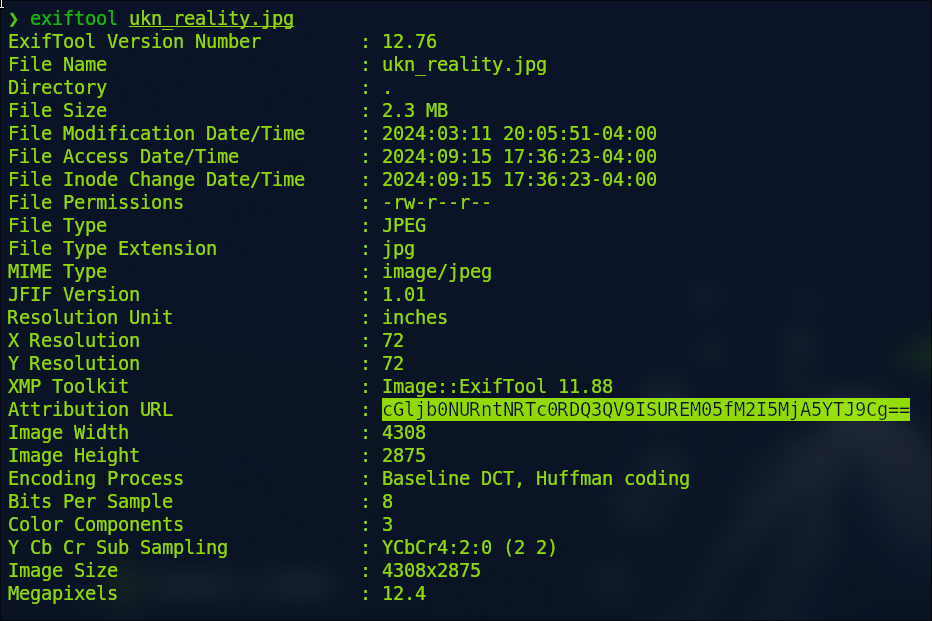 ❯ exiftool ukn_reality.jpg
ExifTool Version Number : 12.76
File Name : ukn_reality.jpg
Directory : .
File Size : 2.3 MB
File Modification Date/Time : 2024:03:11 20:05:51-04:00
File Access Date/Time : 2024:09:15 17:36:23-04:00
File Inode Change Date/Time : 2024:09:15 17:36:23-04:00
File Permissions : -rw-r--r--
File Type : JPEG
File Type Extension : jpg
MIME Type : image/jpeg
JFIF Version : 1.01
Resolution Unit : inches
X Resolution : 72
Y Resolution : 72
XMP Toolkit : Image::ExifTool 11.88
Attribution URL : cGljb0NURntNRTc0RDQ3QV9ISUREM05fM2I5MjA5YTJ9Cg==
Image Width : 4308
Image Height : 2875
Encoding Process : Baseline DCT, Huffman coding
Bits Per Sample : 8
Color Components : 3
Y Cb Cr Sub Sampling : YCbCr4:2:0 (2 2)
Image Size : 4308x2875
Megapixels : 12.4